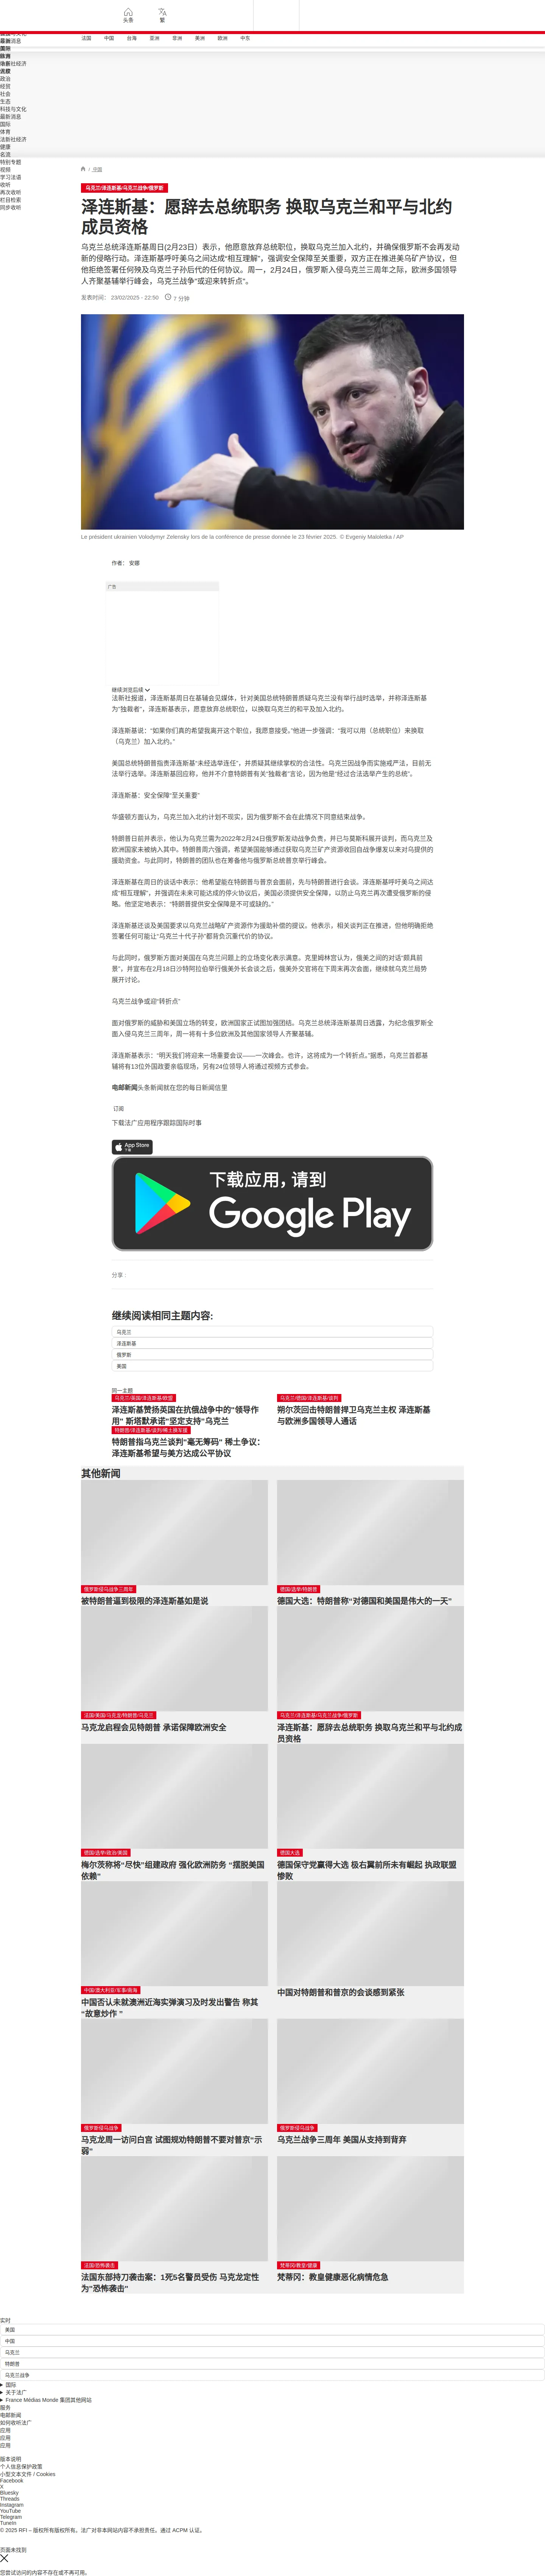 头条
繁
法国
中国
台湾
亚洲
非洲
美洲
欧洲
中东
最新消息
法新社经济
政治
经贸
社会
生态
科技与文化
最新消息
国际
体育
法新社经济
健康
名流
特别专题
视频
学习法语
收听
再次收听
栏目检索
同步收听
/ 中国
乌克兰/泽连斯基/乌克兰战争/俄罗斯
泽连斯基：愿辞去总统职务 换取乌克兰和平与北约
成员资格
乌克兰总统泽连斯基周日(2月23日）表示，他愿意放弃总统职位，换取乌克兰加入北约，并确保俄罗斯不会再发动
新的侵略行动。泽连斯基呼吁美乌之间达成“相互理解”，强调安全保障至关重要，双方正在推进美乌矿产协议，但
他拒绝签署任何殃及乌克兰子孙后代的任何协议。周一，2月24日，俄罗斯入侵乌克兰三周年之际，欧洲多国领导
人齐聚基辅举行峰会，乌克兰战争“或迎来转折点”。
发表时间： 23/02/2025 - 22:50 7 分钟
Le président ukrainien Volodymyr Zelensky lors de la conférence de presse donnée le 23 février 2025. © Evgeniy Maloletka / AP
作者： 安娜
广告
继续浏览后续
法新社报道，泽连斯基周日在基辅会见媒体，针对美国总统特朗普质疑乌克兰没有举行战时选举，并称泽连斯基
为“独裁者”，泽连斯基表示，愿意放弃总统职位，以换取乌克兰的和平及加入北约。
泽连斯基说：“如果你们真的希望我离开这个职位，我愿意接受。”他进一步强调：“我可以用（总统职位）来换取
（乌克兰）加入北约。”
美国总统特朗普指责泽连斯基“未经选举连任”，并质疑其继续掌权的合法性。乌克兰因战争而实施戒严法，目前无
法举行选举。泽连斯基回应称，他并不介意特朗普有关“独裁者”言论，因为他是“经过合法选举产生的总统”。
泽连斯基：安全保障“至关重要”
华盛顿方面认为，乌克兰加入北约计划不现实，因为俄罗斯不会在此情况下同意结束战争。
特朗普日前并表示，他认为乌克兰需为2022年2月24日俄罗斯发动战争负责，并已与莫斯科展开谈判，而乌克兰及
欧洲国家未被纳入其中。特朗普周六强调，希望美国能够通过获取乌克兰矿产资源收回自战争爆发以来对乌提供的
援助资金。与此同时，特朗普的团队也在筹备他与俄罗斯总统普京举行峰会。
泽连斯基在周日的谈话中表示：他希望能在特朗普与普京会面前，先与特朗普进行会谈。泽连斯基呼吁美乌之间达
成“相互理解”，并强调在未来可能达成的停火协议后，美国必须提供安全保障，以防止乌克兰再次遭受俄罗斯的侵
略。他坚定地表示：“特朗普提供安全保障是不可或缺的。”
泽连斯基还谈及美国要求以乌克兰战略矿产资源作为援助补偿的提议。他表示，相关谈判正在推进，但他明确拒绝
签署任何可能让“乌克兰十代子孙”都背负沉重代价的协议。
与此同时，俄罗斯方面对美国在乌克兰问题上的立场变化表示满意。克里姆林宫认为，俄美之间的对话“颇具前
景”，并宣布在2月18日沙特阿拉伯举行俄美外长会谈之后，俄美外交官将在下周末再次会面，继续就乌克兰局势
展开讨论。
乌克兰战争或迎“转折点”
面对俄罗斯的威胁和美国立场的转变，欧洲国家正试图加强团结。乌克兰总统泽连斯基周日透露，为纪念俄罗斯全
面入侵乌克兰三周年，周一将有十多位欧洲及其他国家领导人齐聚基辅。
泽连斯基表示：“明天我们将迎来一场重要会议——一次峰会。也许，这将成为一个转折点。”据悉，乌克兰首都基
辅将有13位外国政要亲临现场，另有24位领导人将通过视频方式参会。
电邮新闻头条新闻就在您的每日新闻信里
订阅
下载法广应用程序跟踪国际时事
App Store
下载
下载应用，请到
Google Play
分享 :
继续阅读相同主题内容:
乌克兰
泽连斯基
俄罗斯
美国
同一主题
乌克兰/英国/泽连斯基/欧盟
泽连斯基赞扬英国在抗俄战争中的“领导作
用” 斯塔默承诺“坚定支持”乌克兰
乌克兰/德国/泽连斯基/谈判
朔尔茨回击特朗普捍卫乌克兰主权 泽连斯基
与欧洲多国领导人通话
特朗普/泽连斯基/谈判/稀土换军援
特朗普指乌克兰谈判“毫无筹码” 稀土争议：
泽连斯基希望与美方达成公平协议
其他新闻
俄罗斯侵乌战争三周年
被特朗普逼到极限的泽连斯基如是说
德国/选举/特朗普
德国大选：特朗普称“对德国和美国是伟大的一天”
法国/美国/马克龙/特朗普/乌克兰
马克龙启程会见特朗普 承诺保障欧洲安全
乌克兰/泽连斯基/乌克兰战争/俄罗斯
泽连斯基：愿辞去总统职务 换取乌克兰和平与北约成
员资格
德国/选举/政治/美国
梅尔茨称将“尽快”组建政府 强化欧洲防务 “摆脱美国
依赖”
德国大选
德国保守党赢得大选 极右翼前所未有崛起 执政联盟
惨败
中国/澳大利亚/军事/南海
中国否认未就澳洲近海实弹演习及时发出警告 称其
“故意炒作 ”
中国对特朗普和普京的会谈感到紧张
俄罗斯侵乌战争
马克龙周一访问白宫 试图规劝特朗普不要对普京“示
弱”
俄罗斯侵乌战争
乌克兰战争三周年 美国从支持到背弃
法国/恐怖袭击
法国东部持刀袭击案：1死5名警员受伤 马克龙定性
为“恐怖袭击”
梵蒂冈/教皇/健康
梵蒂冈：教皇健康恶化病情危急
实时
美国
中国
乌克兰
特朗普
乌克兰战争
国际
关于法广
France Médias Monde 集团其他网站
服务
电邮新闻
如何收听法广
应用
应用
应用
版本说明
个人信息保护政策
小型文本文件 / Cookies
Facebook
X
Bluesky
Threads
Instagram
YouTube
Telegram
TuneIn
© 2025 RFI – 版权所有版权所有。法广对非本网站内容不承担责任。通过 ACPM 认证。
页面未找到
您尝试访问的内容不存在或不再可用。